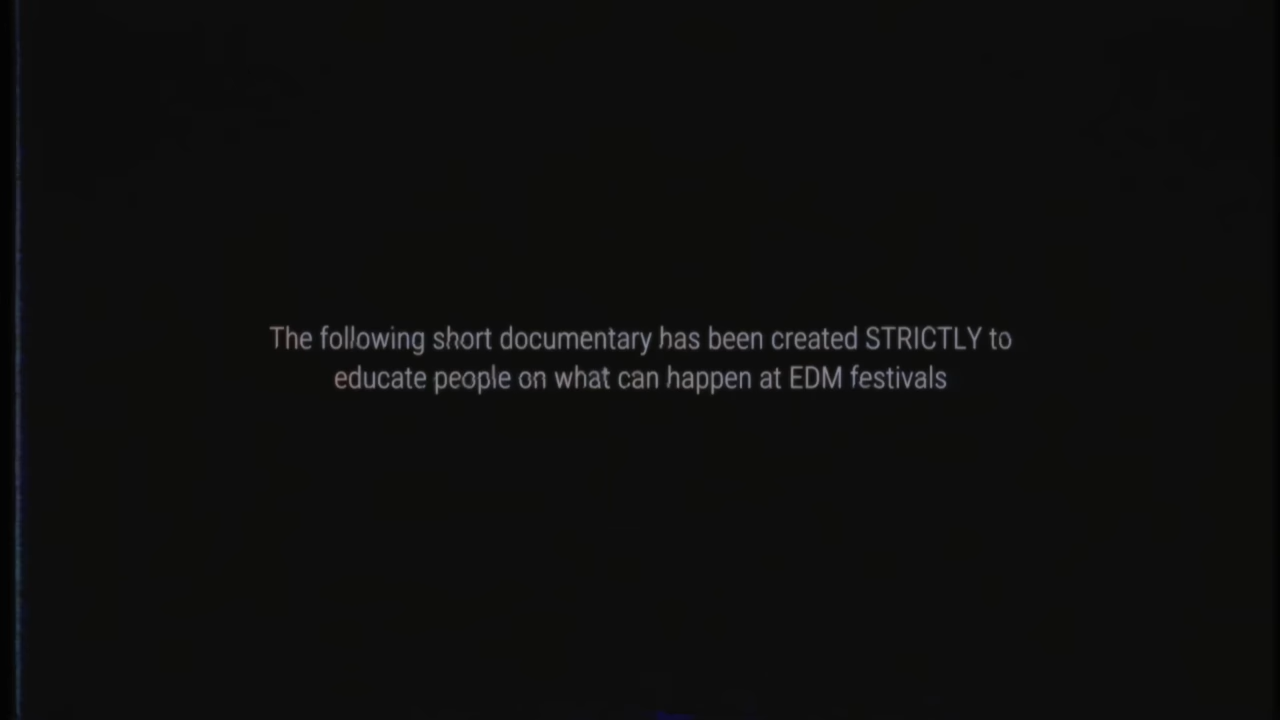 The following short documentary has been created STRICTLY to
educate people on what can happen at EDM festivals